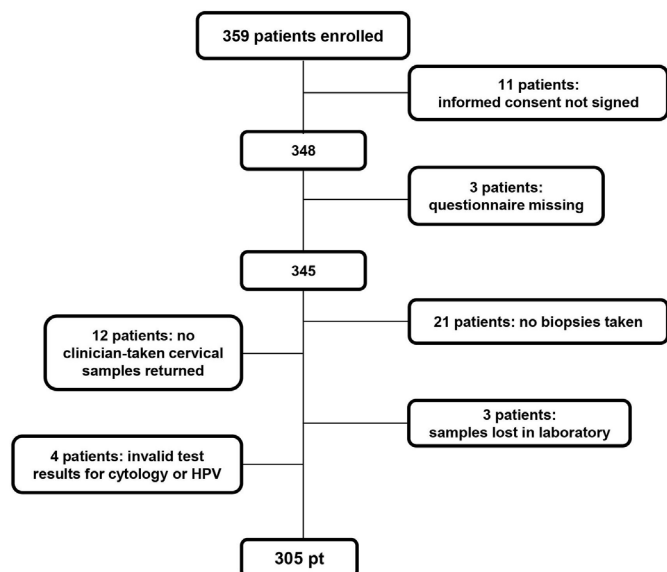 359 patients enrolled
11 patients:
informed consent not signed
348
3 patients:
questionnaire missing
345
21 patients: no biopsies taken
12 patients: no
clinician-taken cervical
samples returned
3 patients:
samples lost in laboratory
4 patients: invalid test
results for cytology or HPV
305 pt